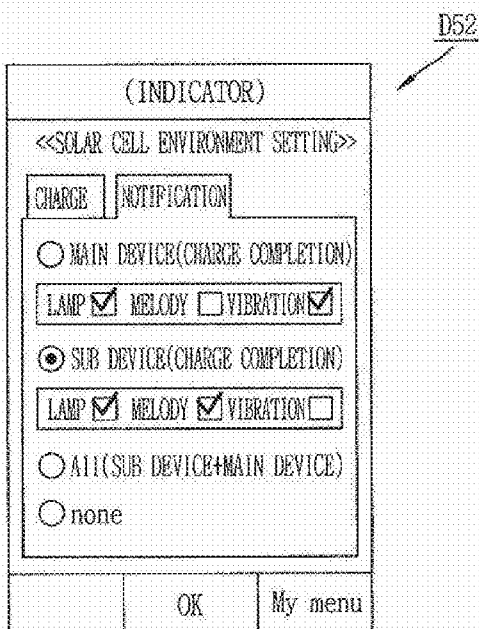 D52
(INDICATOR)
<<SOLAR CELL ENVIRONMENT SETTING>>
CHARGE NOTIFICATION
MAIN DEVICE(CHARGE COMPLETION)
LAMP MELODY VIBRATION
SUB DEVICE(CHARGE COMPLETION)
LAMP MELODY VIBRATION
All(SUB DEVICE+MAIN DEVICE)
none
OK My menu